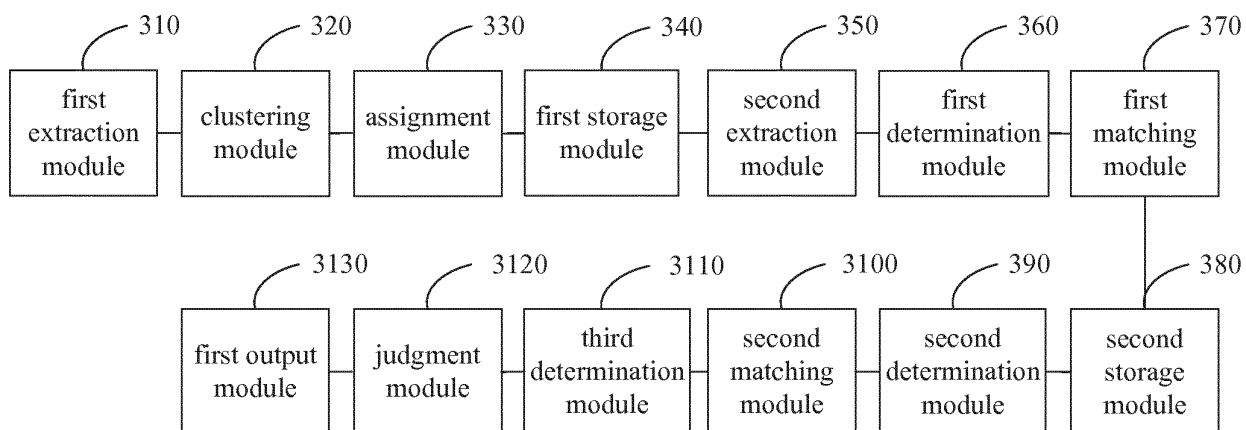 310 320 330 340 350 360 370
first
extraction
module
clustering
module
assignment
module
first storage
module
second
extraction
module
first
determination
module
first
matching
module
3130 3120 3110 3100 390 380
first output
module
judgment
module
third
determination
module
second
matching
module
second
determination
module
second
storage
module